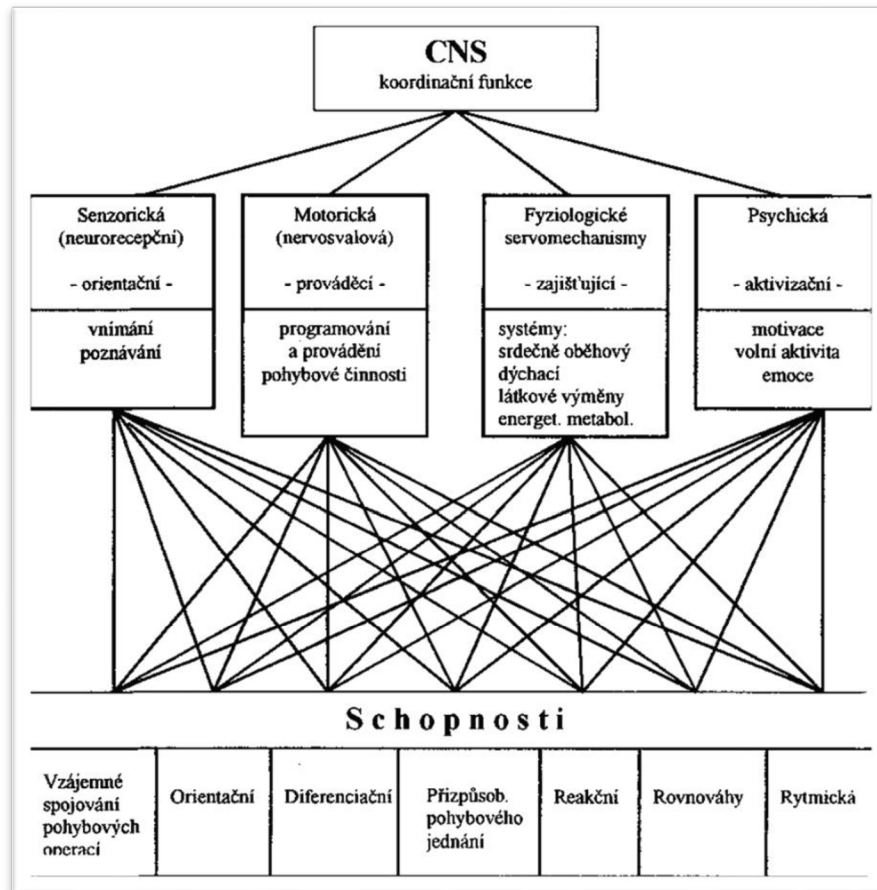 CNS
koordinační funkce
Senzorická
(neurorecepční)
- orientační -
vnímání
poznávání
Motorická
(nervosvalová)
- prováděcí -
programování
a provádění
pohybové činnosti
Fyziologické
servomechanismy
- zajišťující -
systémy:
srdečně oběhový
dýchací
látkové výměny
energet. metabol.
Psychická
- aktivizační -
motivace
volní aktivita
emoce
Schopnosti
Vzájemné
spojování
pohybových
operací
Orientační
Diferenciační
Přizpůsob.
pohybového
jednání
Reakční
Rovnováhy
Rytmická